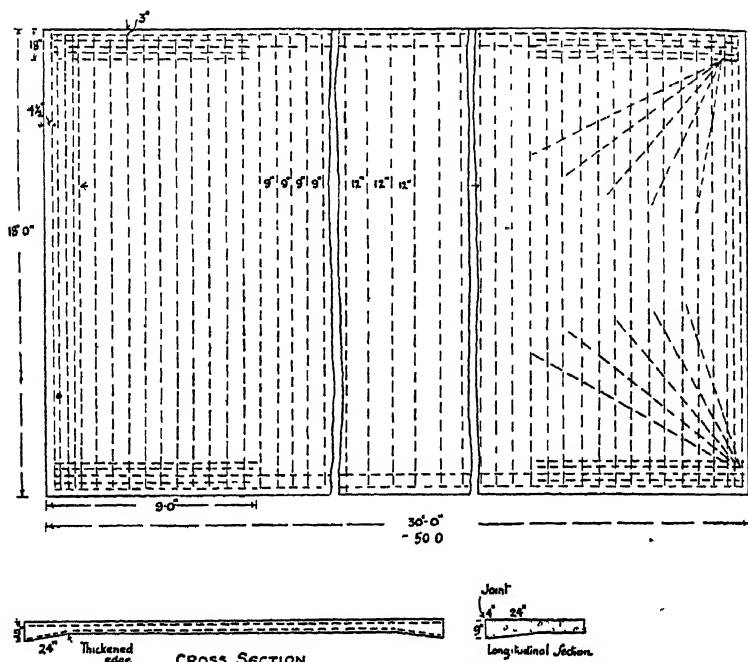 3"
18"
4½"
9" 9" 9" 9"
12" 12" 12"
18'0"
9'0"
30'-0"
- 50 0
Joint
4" 24"
9"
24"
Thickened
edge
CROSS SECTION
Longitudinal Section